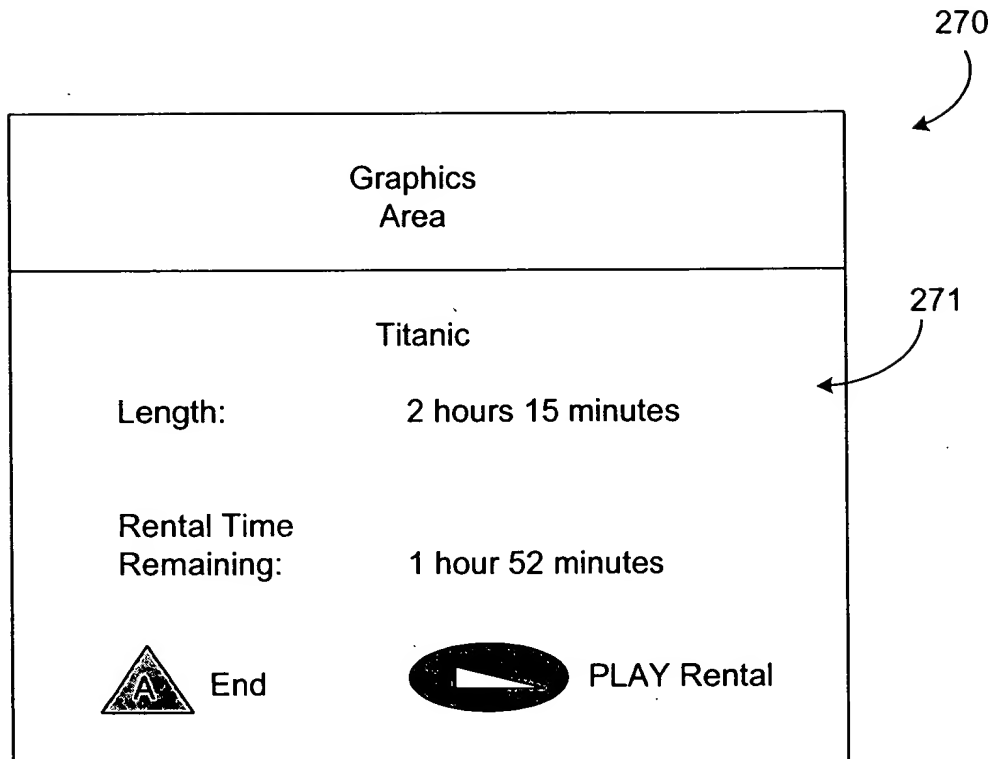 270
Graphics
Area
271
Titanic
Length: 2 hours 15 minutes
Rental Time
Remaining: 1 hour 52 minutes
A End PLAY Rental